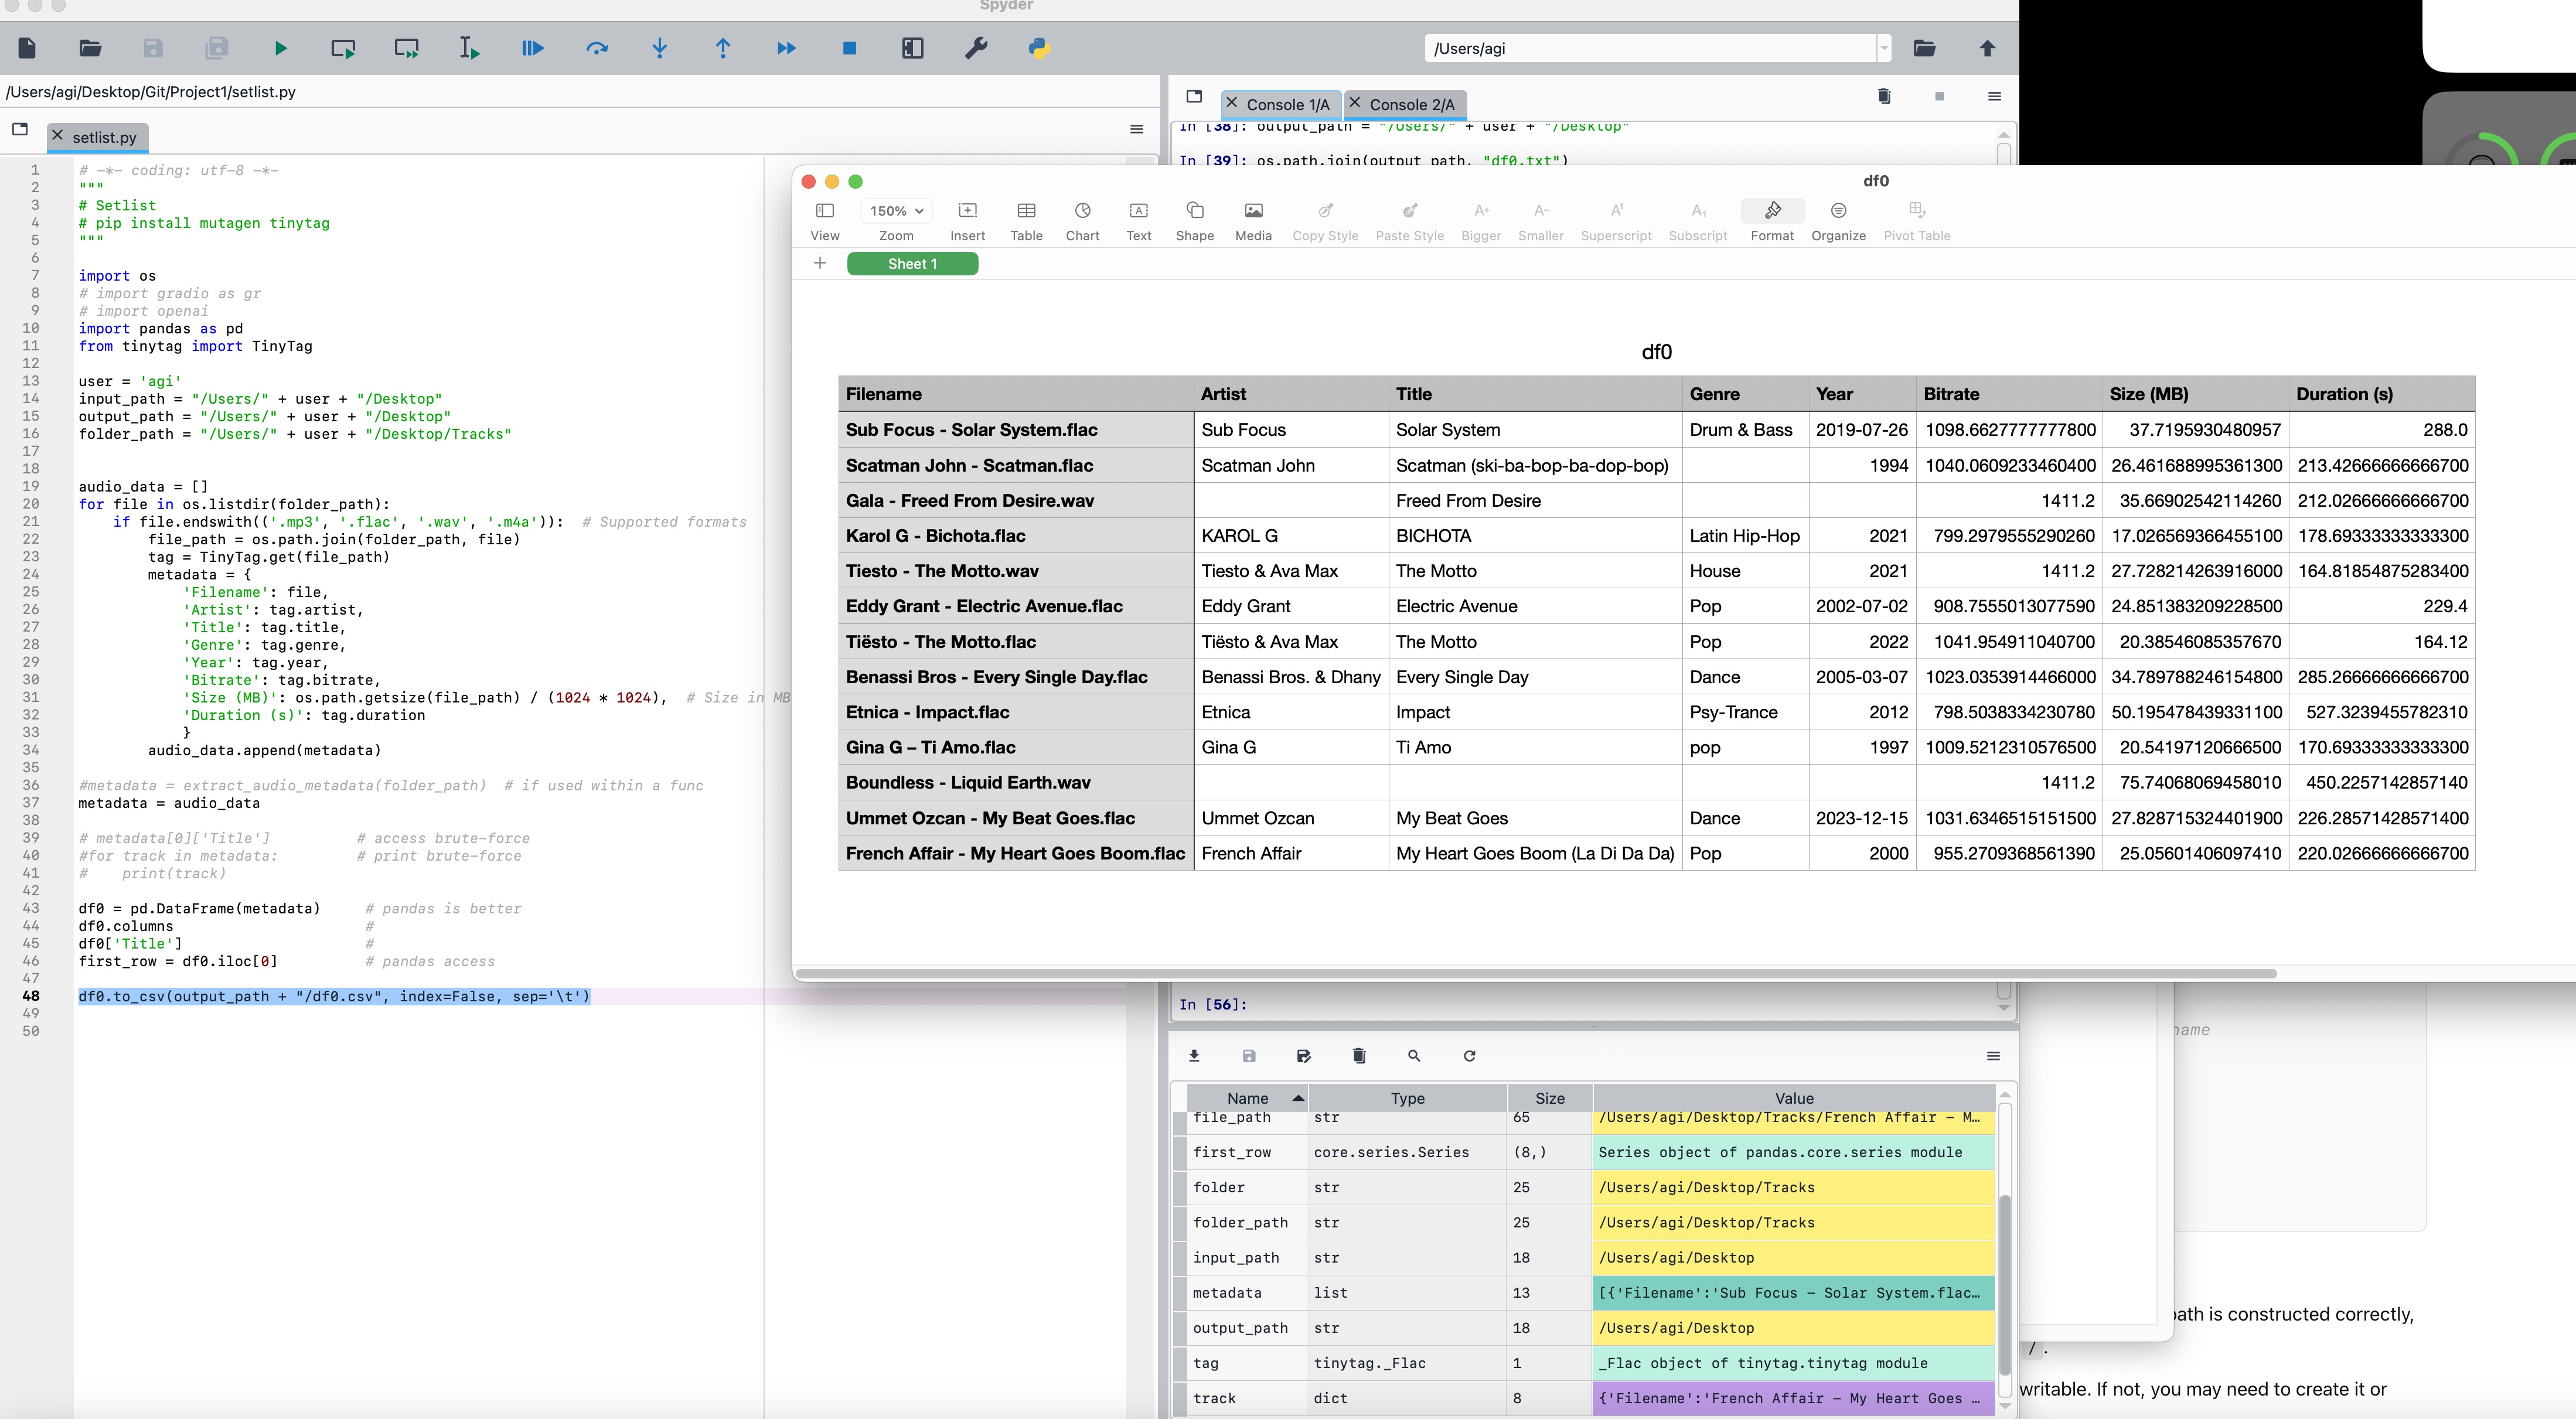 Spyder
/Users/agi
/Users/agi/Desktop/Git/Project1/setlist.py
setlist.py
1 # -*- coding: utf-8 -*-
2 """
3 # Setlist
4 # pip install mutagen tinytag
5 """
6
7 import os
8 # import gradio as gr
9 # import openai
10 import pandas as pd
11 from tinytag import TinyTag
12
13 user = 'agi'
14 input_path = "/Users/" + user + "/Desktop"
15 output_path = "/Users/" + user + "/Desktop"
16 folder_path = "/Users/" + user + "/Desktop/Tracks"
17
18
19 audio_data = []
20 for file in os.listdir(folder_path):
21     if file.endswith(('.mp3', '.flac', '.wav', '.m4a')):  # Supported formats
22         file_path = os.path.join(folder_path, file)
23         tag = TinyTag.get(file_path)
24         metadata = {
25             'Filename': file,
26             'Artist': tag.artist,
27             'Title': tag.title,
28             'Genre': tag.genre,
29             'Year': tag.year,
30             'Bitrate': tag.bitrate,
31             'Size (MB)': os.path.getsize(file_path) / (1024 * 1024),  # Size in MB
32             'Duration (s)': tag.duration
33             }
34         audio_data.append(metadata)
35
36 #metadata = extract_audio_metadata(folder_path)  # if used within a func
37 metadata = audio_data
38
39 # metadata[0]['Title']          # access brute-force
40 #for track in metadata:         # print brute-force
41 #    print(track)
42
43 df0 = pd.DataFrame(metadata)     # pandas is better
44 df0.columns                      #
45 df0['Title']                     #
46 first_row = df0.iloc[0]          # pandas access
47
48 df0.to_csv(output_path + "/df0.csv", index=False, sep='\t')
49
50
Console 1/A Console 2/A
In [38]: output_path = "/Users/" + user + "/Desktop"
In [39]: os.path.join(output_path, "df0.txt")
df0
150%
View Zoom Insert Table Chart Text Shape Media Copy Style Paste Style Bigger Smaller Superscript Subscript Format Organize Pivot Table
Sheet 1
df0
Filename Artist Title Genre Year Bitrate Size (MB) Duration (s)
Sub Focus - Solar System.flac Sub Focus Solar System Drum & Bass 2019-07-26 1098.6627777777800 37.7195930480957 288.0
Scatman John - Scatman.flac Scatman John Scatman (ski-ba-bop-ba-dop-bop) 1994 1040.0609233460400 26.461688995361300 213.42666666666700
Gala - Freed From Desire.wav Freed From Desire 1411.2 35.66902542114260 212.02666666666700
Karol G - Bichota.flac KAROL G BICHOTA Latin Hip-Hop 2021 799.2979555290260 17.026569366455100 178.69333333333300
Tiesto - The Motto.wav Tiesto & Ava Max The Motto House 2021 1411.2 27.728214263916000 164.81854875283400
Eddy Grant - Electric Avenue.flac Eddy Grant Electric Avenue Pop 2002-07-02 908.7555013077590 24.851383209228500 229.4
Tiësto - The Motto.flac Tiësto & Ava Max The Motto Pop 2022 1041.954911040700 20.38546085357670 164.12
Benassi Bros - Every Single Day.flac Benassi Bros. & Dhany Every Single Day Dance 2005-03-07 1023.0353914466000 34.789788246154800 285.26666666666700
Etnica - Impact.flac Etnica Impact Psy-Trance 2012 798.5038334230780 50.195478439331100 527.3239455782310
Gina G – Ti Amo.flac Gina G Ti Amo pop 1997 1009.5212310576500 20.54197120666500 170.69333333333300
Boundless - Liquid Earth.wav 1411.2 75.74068069458010 450.2257142857140
Ummet Ozcan - My Beat Goes.flac Ummet Ozcan My Beat Goes Dance 2023-12-15 1031.6346515151500 27.828715324401900 226.28571428571400
French Affair - My Heart Goes Boom.flac French Affair My Heart Goes Boom (La Di Da Da) Pop 2000 955.2709368561390 25.05601406097410 220.02666666666700
In [56]:
Name Type Size Value
file_path str 65 /Users/agi/Desktop/Tracks/French Affair – M…
first_row core.series.Series (8,) Series object of pandas.core.series module
folder str 25 /Users/agi/Desktop/Tracks
folder_path str 25 /Users/agi/Desktop/Tracks
input_path str 18 /Users/agi/Desktop
metadata list 13 [{'Filename':'Sub Focus – Solar System.flac…
output_path str 18 /Users/agi/Desktop
tag tinytag._Flac 1 _Flac object of tinytag.tinytag module
track dict 8 {'Filename':'French Affair – My Heart Goes …
is constructed correctly,
/ .
writable. If not, you may need to create it or